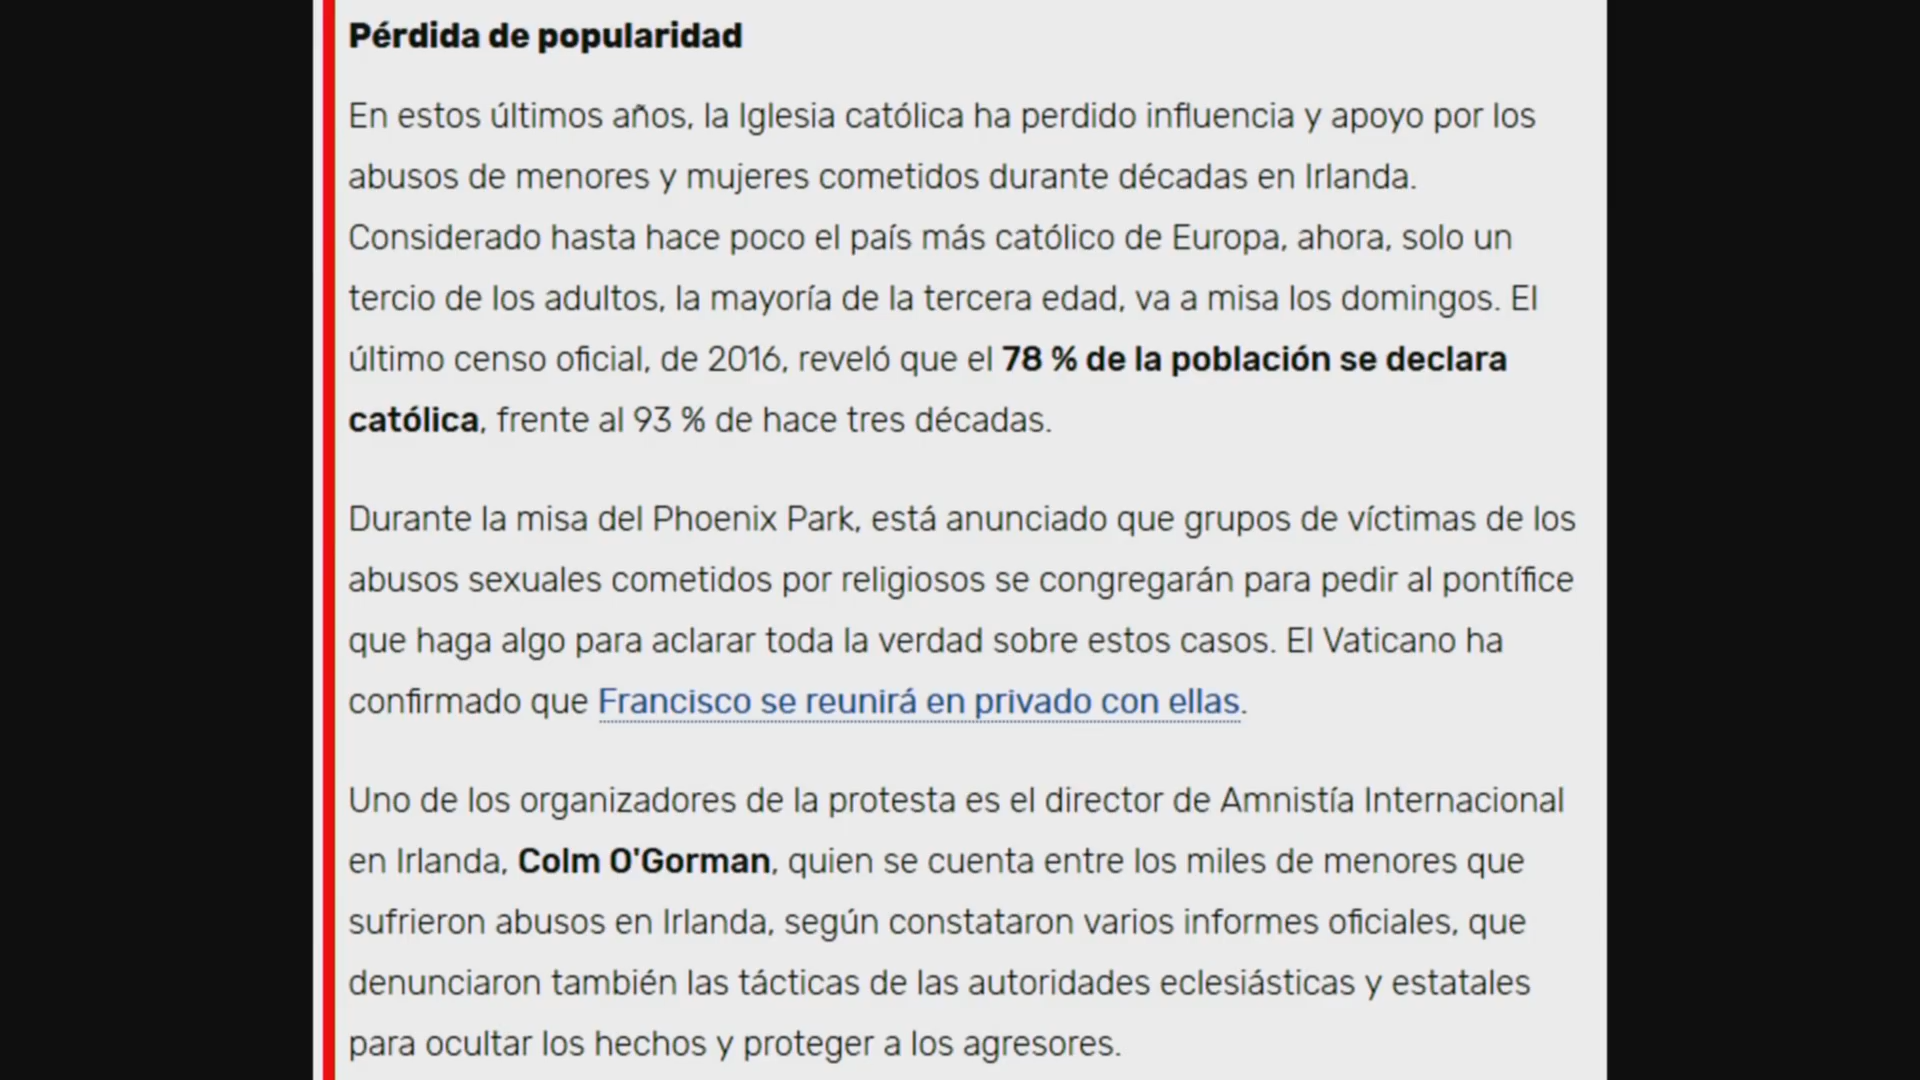 Pérdida de popularidad
En estos últimos años, la Iglesia católica ha perdido influencia y apoyo por los
abusos de menores y mujeres cometidos durante décadas en Irlanda.
Considerado hasta hace poco el país más católico de Europa, ahora, solo un
tercio de los adultos, la mayoría de la tercera edad, va a misa los domingos. El
último censo oficial, de 2016, reveló que el 78 % de la población se declara
católica, frente al 93 % de hace tres décadas.
Durante la misa del Phoenix Park, está anunciado que grupos de víctimas de los
abusos sexuales cometidos por religiosos se congregarán para pedir al pontífice
que haga algo para aclarar toda la verdad sobre estos casos. El Vaticano ha
confirmado que Francisco se reunirá en privado con ellas.
Uno de los organizadores de la protesta es el director de Amnistía Internacional
en Irlanda, Colm O'Gorman, quien se cuenta entre los miles de menores que
sufrieron abusos en Irlanda, según constataron varios informes oficiales, que
denunciaron también las tácticas de las autoridades eclesiásticas y estatales
para ocultar los hechos y proteger a los agresores.